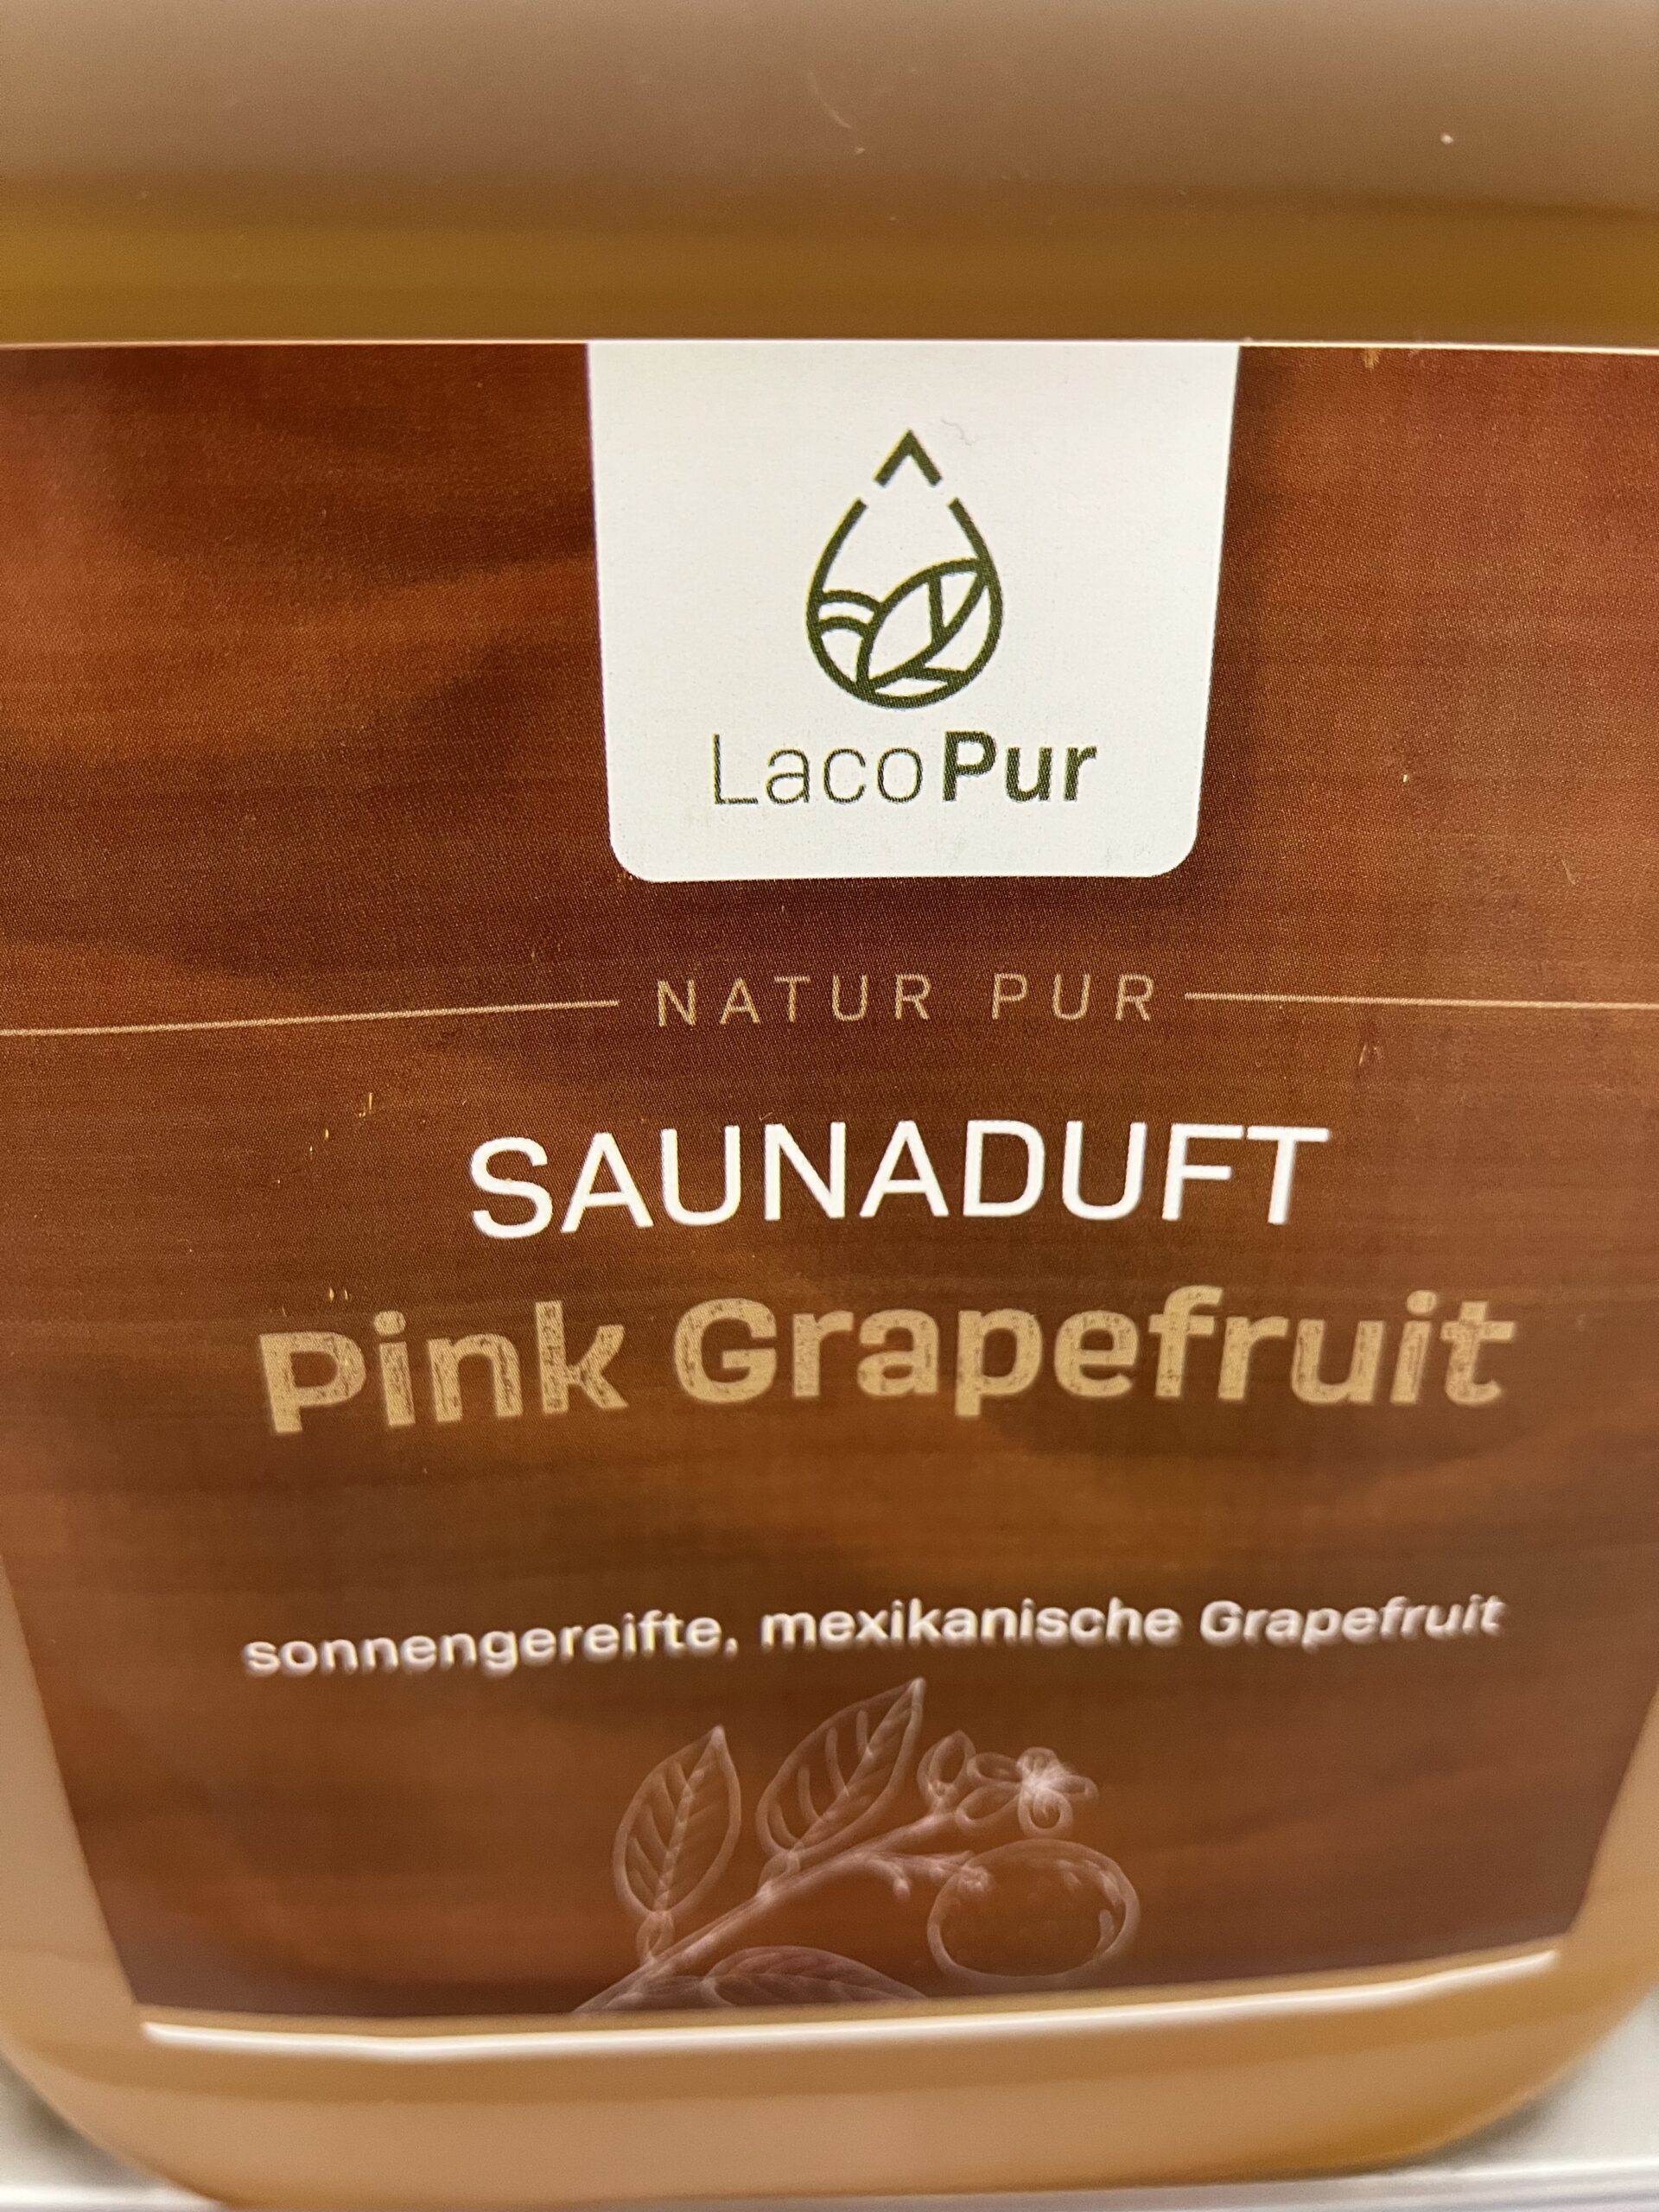 LacoPur
NATUR PUR
SAUNADUFT
Pink Grapefruit
sonnengereifte, mexikanische Grapefruit